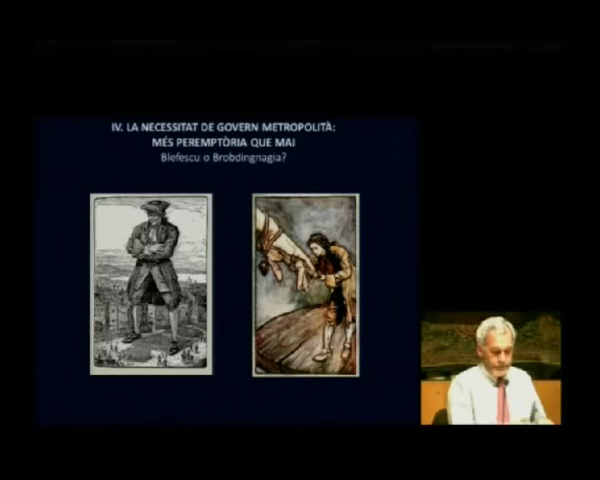 IV. LA NECESSITAT DE GOVERN METROPOLITÀ:
MÉS PEREMPTÒRIA QUE MAI
Blefescu o Brobdingnagia?